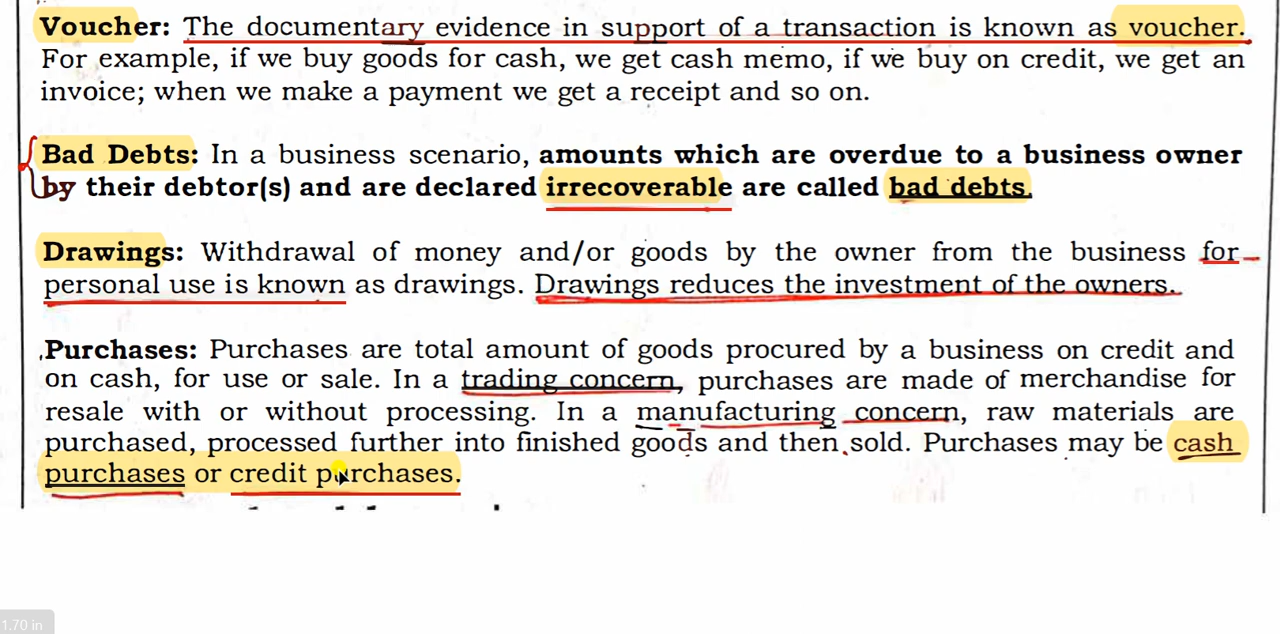 Voucher: The documentary evidence in support of a transaction is known as voucher.
For example, if we buy goods for cash, we get cash memo, if we buy on credit, we get an
invoice; when we make a payment we get a receipt and so on.
Bad Debts: In a business scenario, amounts which are overdue to a business owner
by their debtor(s) and are declared irrecoverable are called bad debts.
Drawings: Withdrawal of money and/or goods by the owner from the business for
personal use is known as drawings. Drawings reduces the investment of the owners.
Purchases: Purchases are total amount of goods procured by a business on credit and
on cash, for use or sale. In a trading concern, purchases are made of merchandise for
resale with or without processing. In a manufacturing concern, raw materials are
purchased, processed further into finished goods and then sold. Purchases may be cash
purchases or credit purchases.
1.70 in